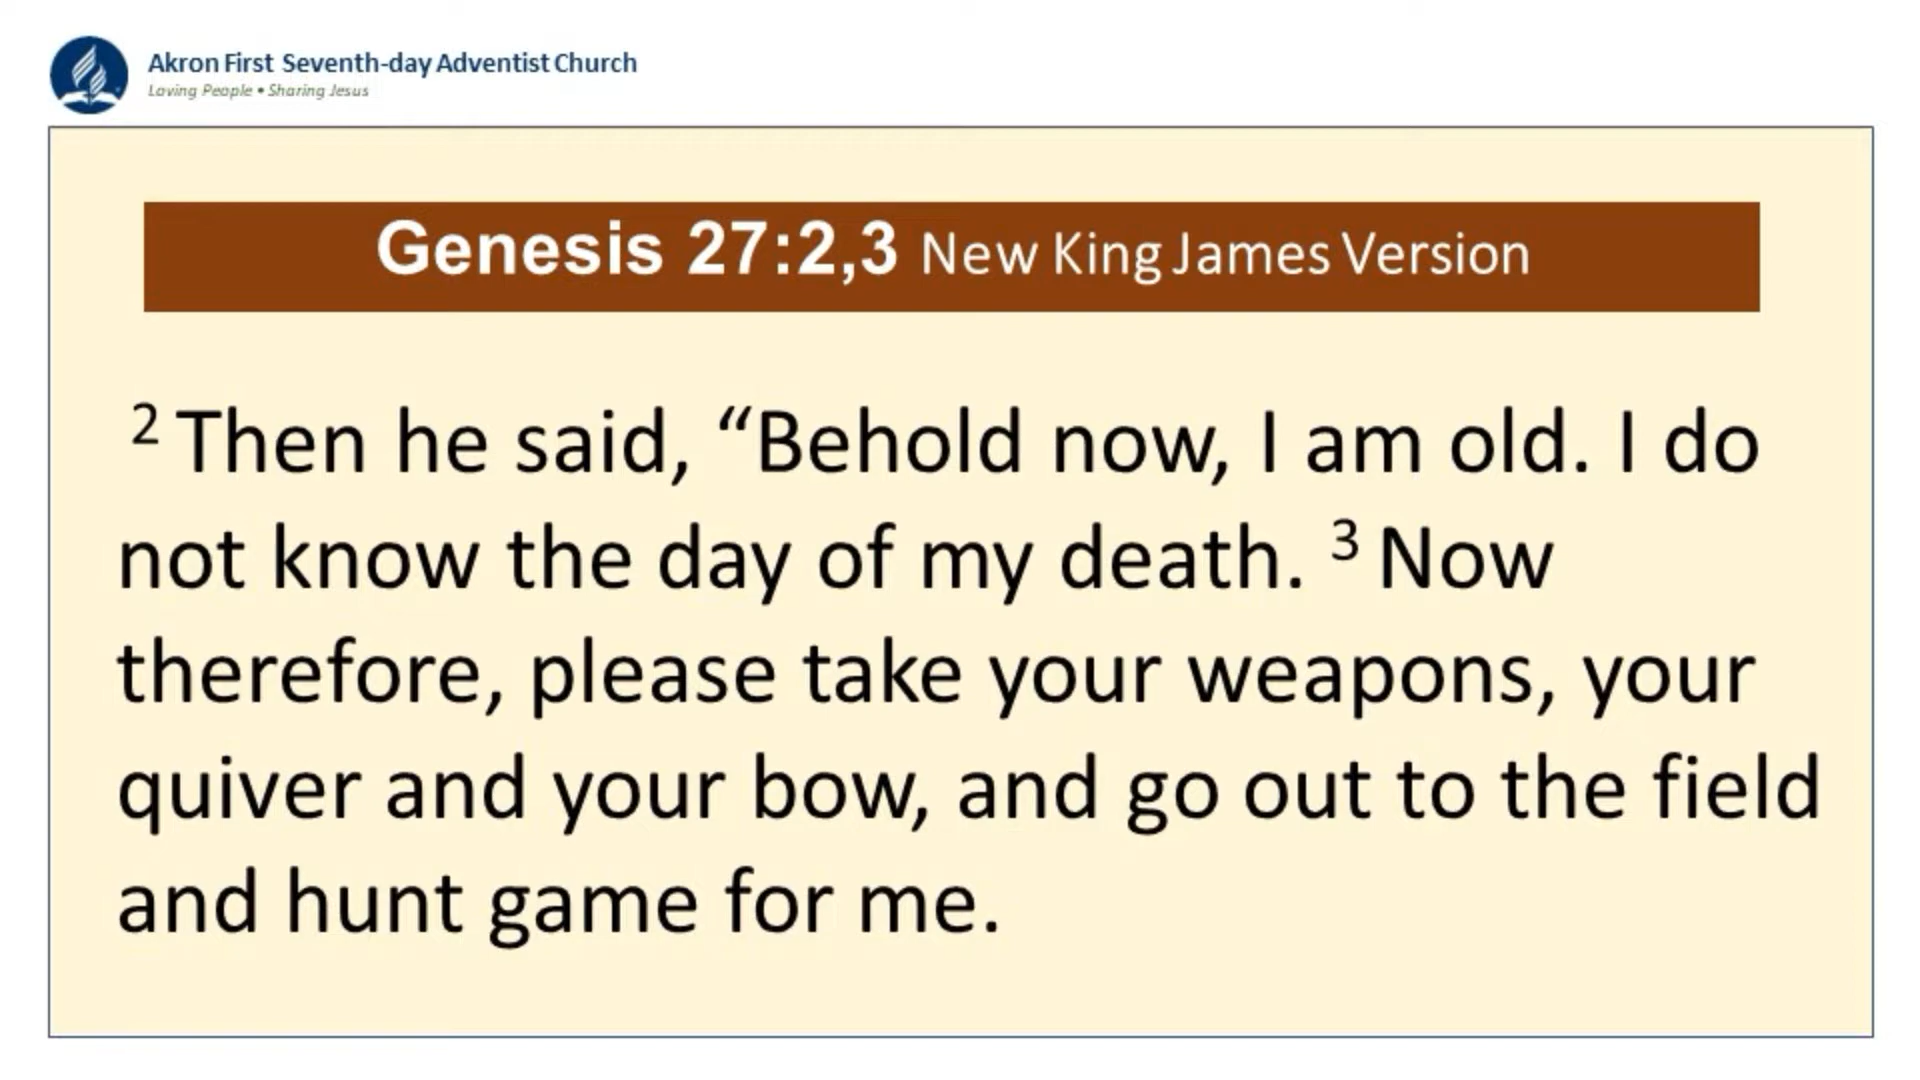 Akron First Seventh-day Adventist Church
Loving People • Sharing Jesus
Genesis 27:2,3 New King James Version
2 Then he said, “Behold now, I am old. I do
not know the day of my death. 3 Now
therefore, please take your weapons, your
quiver and your bow, and go out to the field
and hunt game for me.